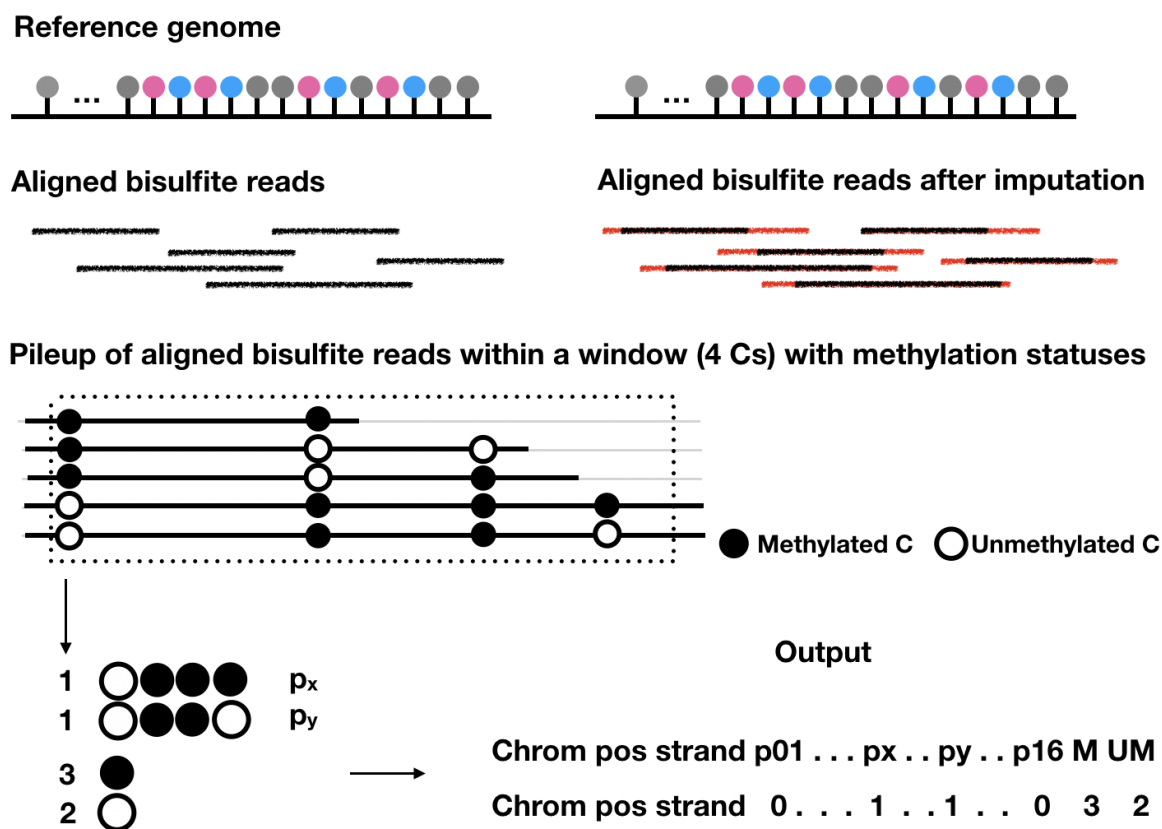 Reference genome
...
...
Aligned bisulfite reads
Aligned bisulfite reads after imputation
Pileup of aligned bisulfite reads within a window (4 Cs) with methylation statuses
Methylated C
Unmethylated C
1 px
1 py
3
2
Output
Chrom pos strand p01 . . . px . . py . . p16 M UM
Chrom pos strand 0 . . . 1 . . 1 . . 0 3 2